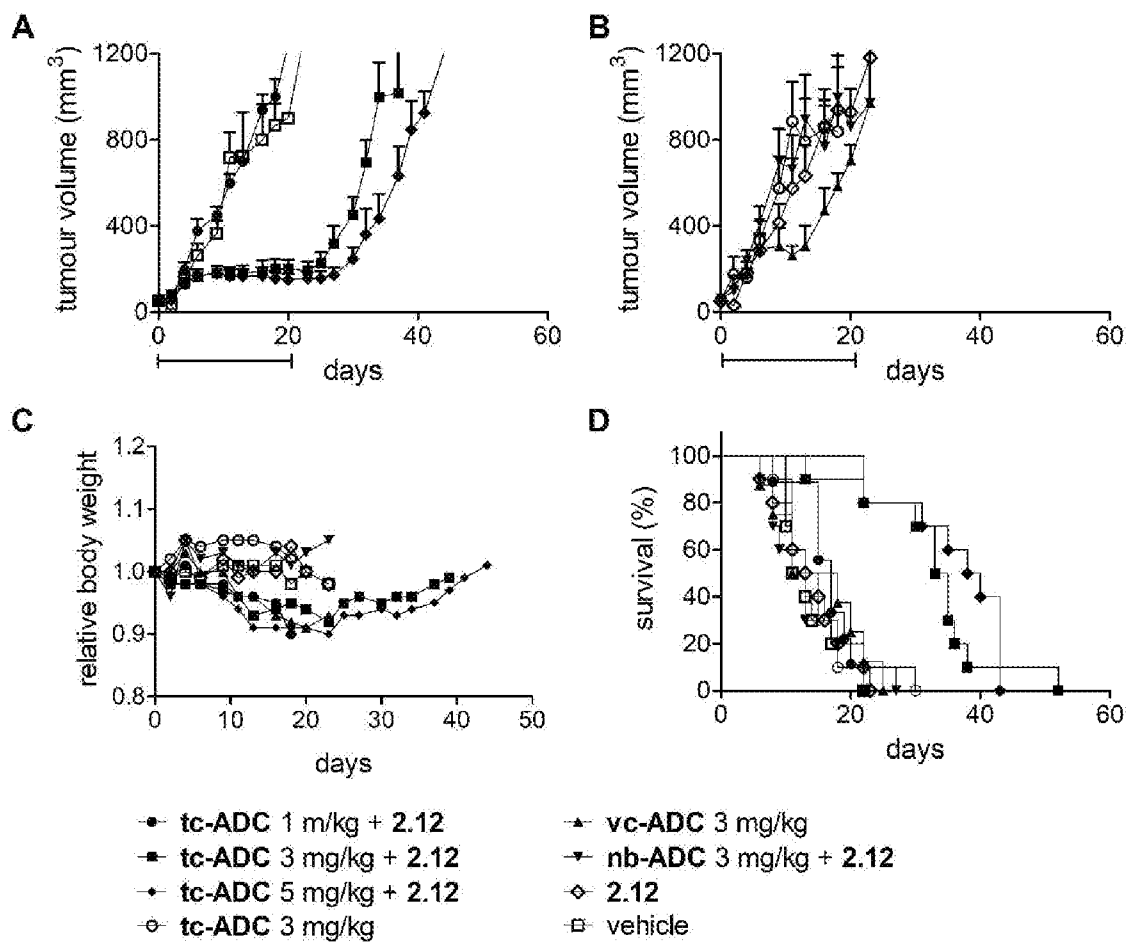 A
B
tumour volume (mm³)
1200
800
400
0
0
20
40
60
days
tumour volume (mm³)
1200
800
400
0
0
20
40
60
days
C
D
relative body weight
1.2
1.1
1.0
0.9
0.8
0
10
20
30
40
50
days
survival (%)
100
80
60
40
20
0
0
20
40
60
days
tc-ADC 1 m/kg + 2.12
tc-ADC 3 mg/kg + 2.12
tc-ADC 5 mg/kg + 2.12
tc-ADC 3 mg/kg
vc-ADC 3 mg/kg
nb-ADC 3 mg/kg + 2.12
2.12
vehicle